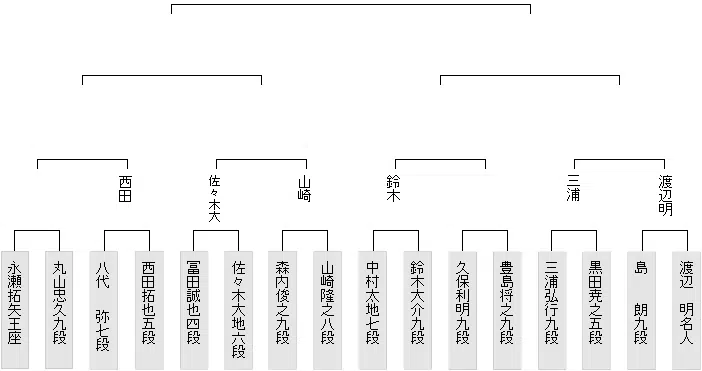 西田
佐々木大
山崎
鈴木
三浦
渡辺明
永瀬拓矢王座
丸山忠久九段
八代　弥七段
西田拓也五段
冨田誠也四段
佐々木大地六段
森内俊之九段
山崎隆之八段
中村太地七段
鈴木大介九段
久保利明九段
豊島将之九段
三浦弘行九段
黒田尭之五段
島　朗九段
渡辺　明名人